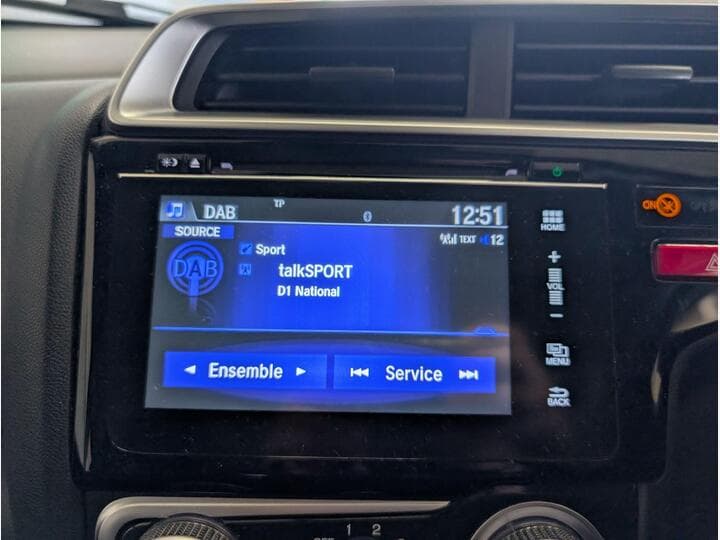 DAB TP 12:51
SOURCE TEXT 12
DAB Sport
talkSPORT
D1 National
Ensemble Service
HOME
+
VOL
−
MENU
BACK
ON
1 2
OFF